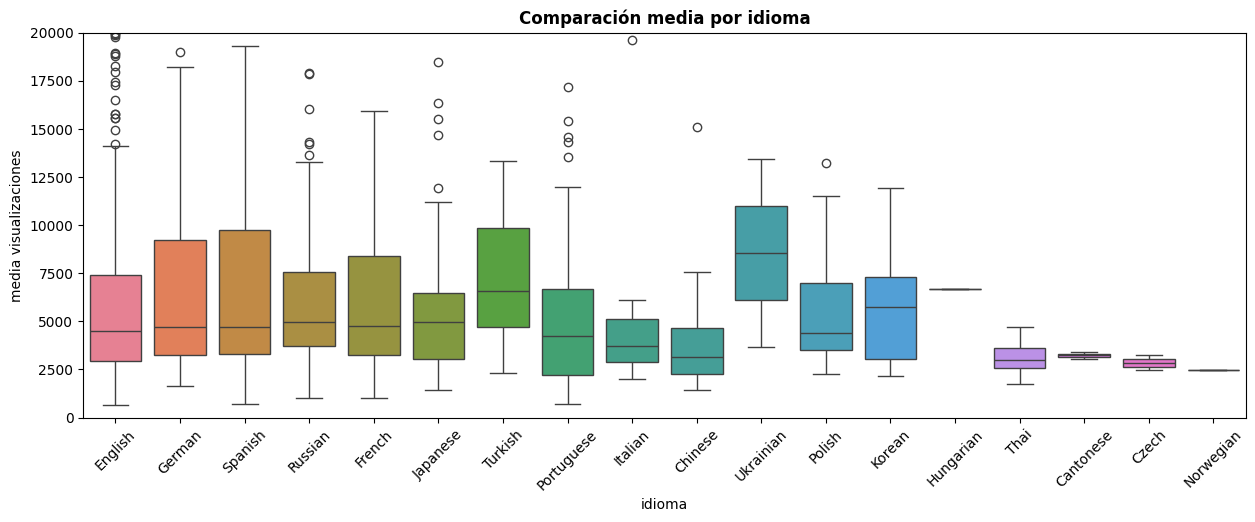 Comparación media por idioma
20000
17500
15000
12500
10000
7500
5000
2500
0
media visualizaciones
English
German
Spanish
Russian
French
Japanese
Turkish
Portuguese
Italian
Chinese
Ukrainian
Polish
Korean
Hungarian
Thai
Cantonese
Czech
Norwegian
idioma